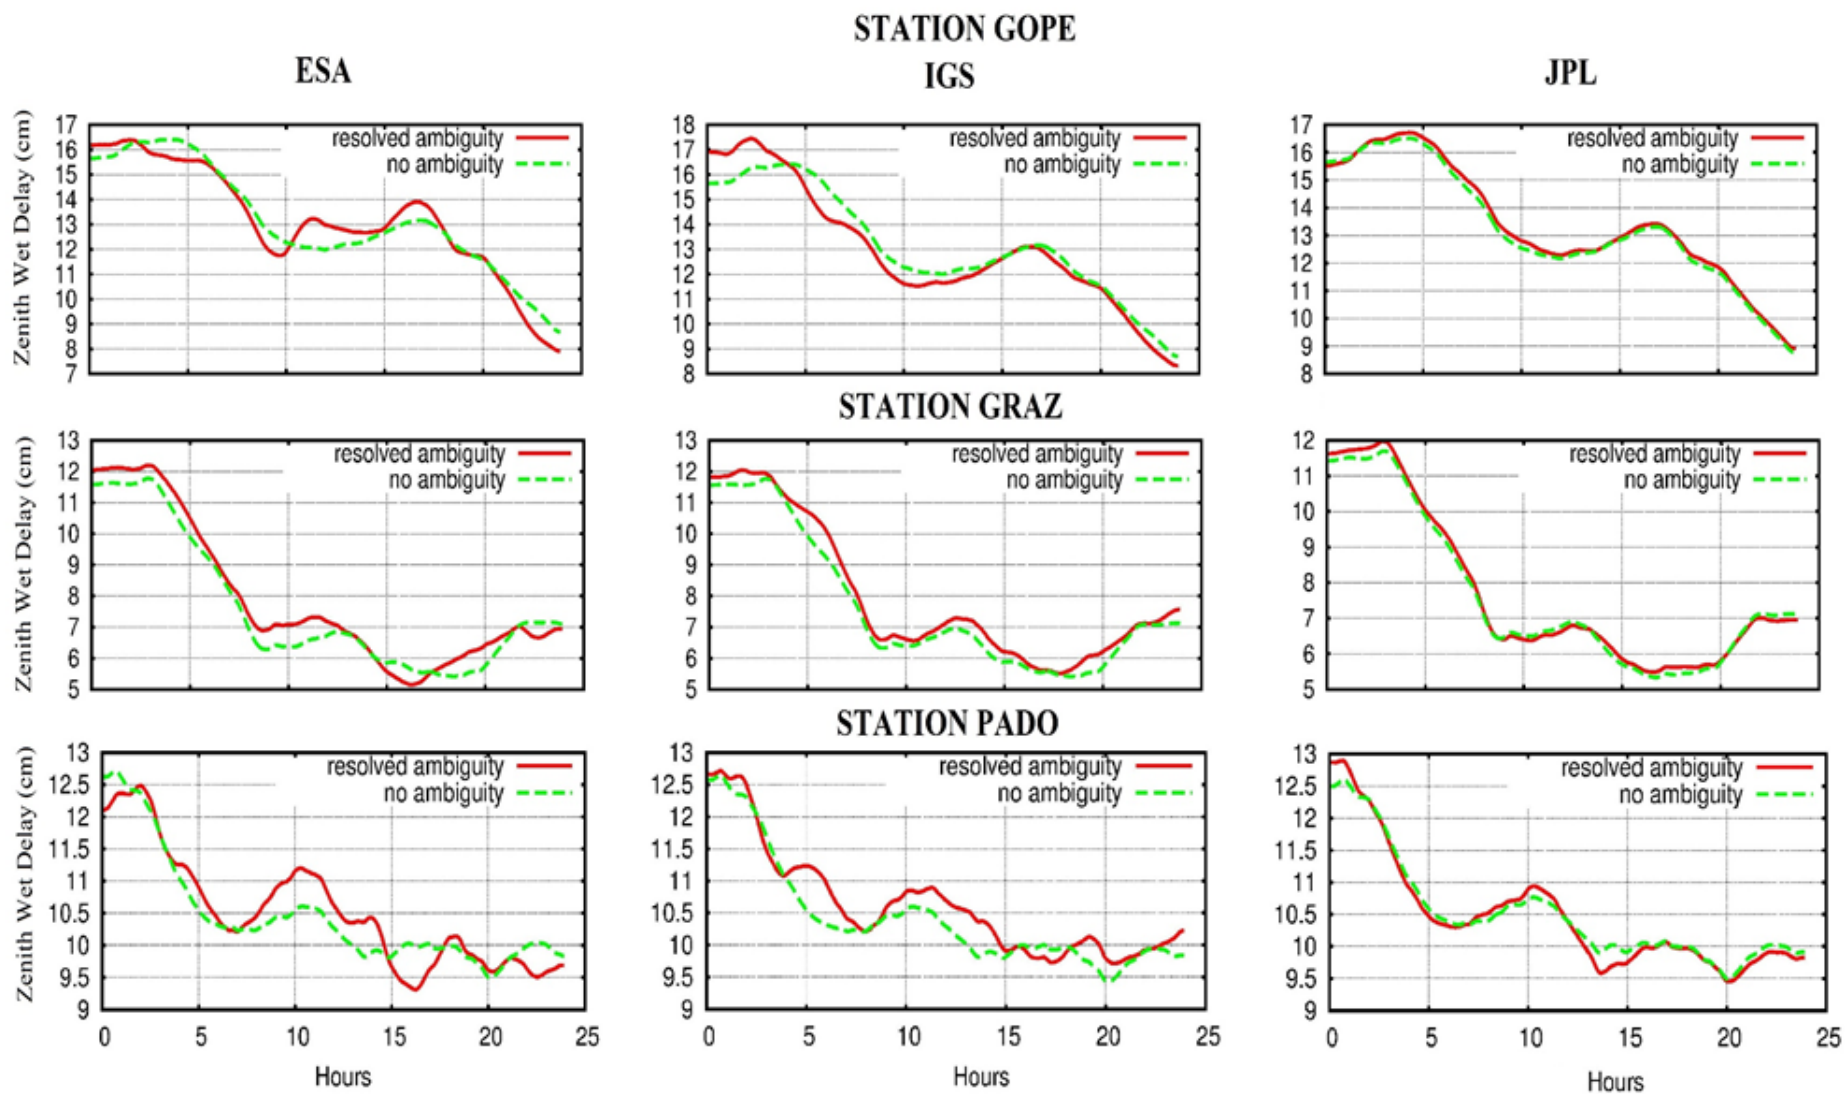 STATION GOPE
ESA IGS JPL
Zenith Wet Delay (cm)
17
16
15
14
13
12
11
10
9
8
7
resolved ambiguity
no ambiguity
18
17
16
15
14
13
12
11
10
9
8
resolved ambiguity
no ambiguity
17
16
15
14
13
12
11
10
9
8
resolved ambiguity
no ambiguity
STATION GRAZ
Zenith Wet Delay (cm)
13
12
11
10
9
8
7
6
5
resolved ambiguity
no ambiguity
13
12
11
10
9
8
7
6
5
resolved ambiguity
no ambiguity
12
11
10
9
8
7
6
5
resolved ambiguity
no ambiguity
STATION PADO
Zenith Wet Delay (cm)
13
12.5
12
11.5
11
10.5
10
9.5
9
resolved ambiguity
no ambiguity
0 5 10 15 20 25
Hours
13
12.5
12
11.5
11
10.5
10
9.5
9
resolved ambiguity
no ambiguity
0 5 10 15 20 25
Hours
13
12.5
12
11.5
11
10.5
10
9.5
9
resolved ambiguity
no ambiguity
0 5 10 15 20 25
Hours